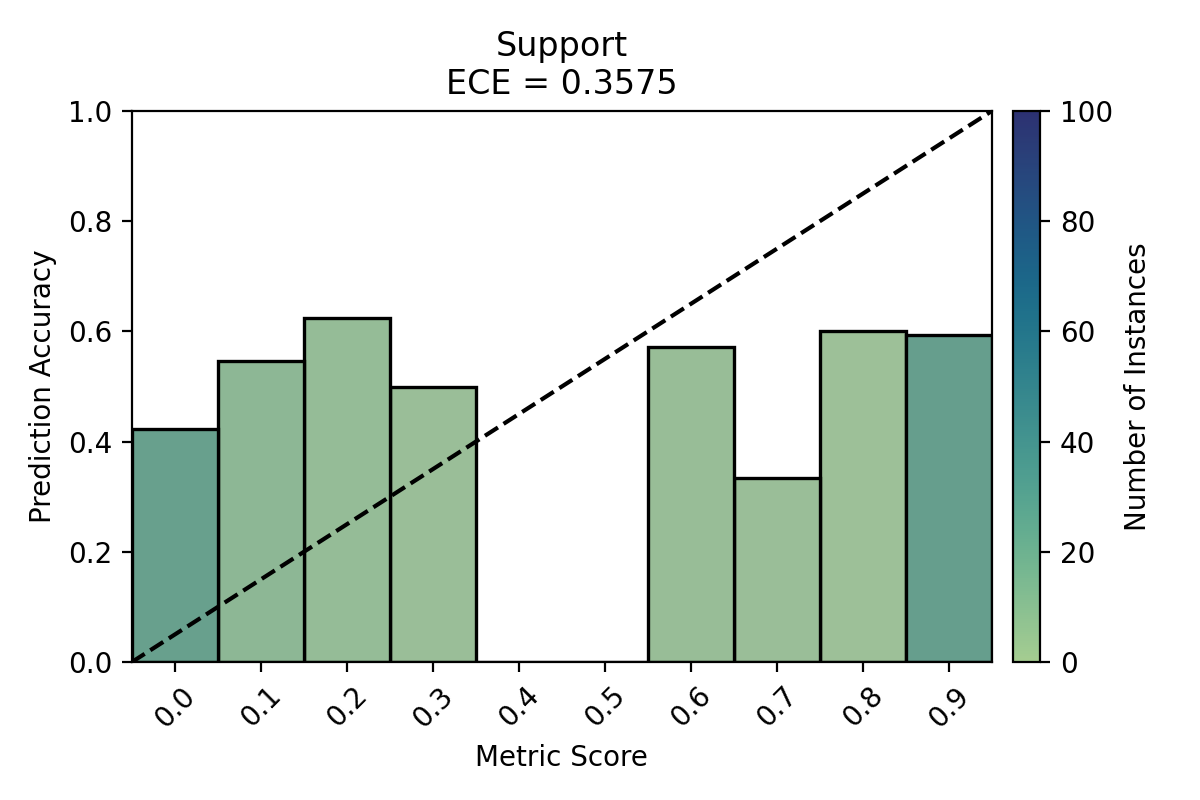 Support
ECE = 0.3575
Prediction Accuracy
1.0
0.8
0.6
0.4
0.2
0.0
0.0 0.1 0.2 0.3 0.4 0.5 0.6 0.7 0.8 0.9
Metric Score
100
80
60
40
20
0
Number of Instances